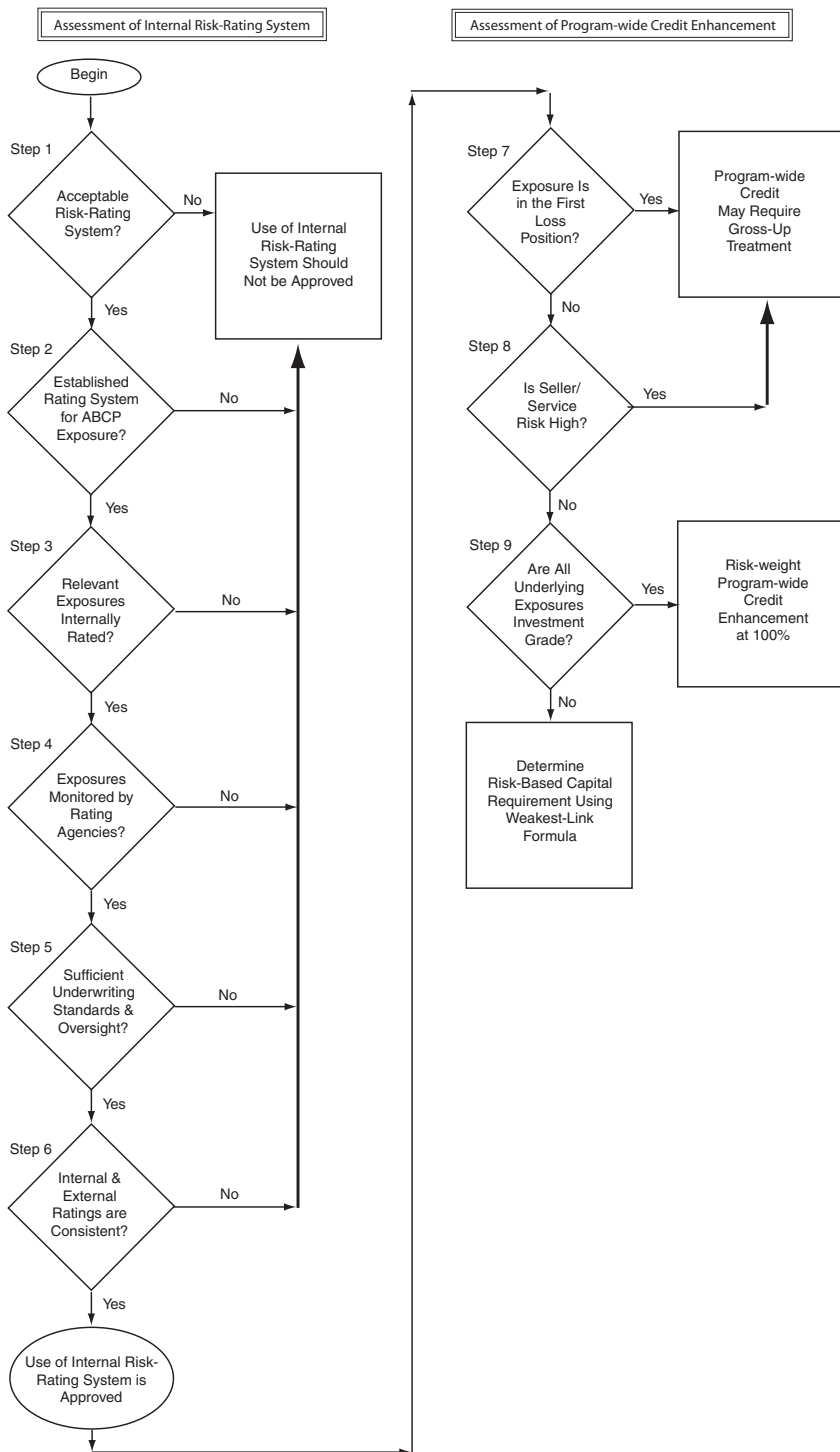 Assessment of Internal Risk-Rating System
Begin
Step 1
Acceptable
Risk-Rating
System?
No
Use of Internal
Risk-Rating
System Should
Not be Approved
Yes
Step 2
Established
Rating System
for ABCP
Exposure?
No
Yes
Step 3
Relevant
Exposures
Internally
Rated?
No
Yes
Step 4
Exposures
Monitored by
Rating
Agencies?
No
Yes
Step 5
Sufficient
Underwriting
Standards &
Oversight?
No
Yes
Step 6
Internal &
External
Ratings are
Consistent?
No
Yes
Use of Internal Risk-
Rating System is
Approved
Assessment of Program-wide Credit Enhancement
Step 7
Exposure Is
in the First
Loss
Position?
Yes
Program-wide
Credit
May Require
Gross-Up
Treatment
No
Step 8
Is Seller/
Service
Risk High?
Yes
No
Step 9
Are All
Underlying
Exposures
Investment
Grade?
Yes
Risk-weight
Program-wide
Credit
Enhancement
at 100%
No
Determine
Risk-Based Capital
Requirement Using
Weakest-Link
Formula